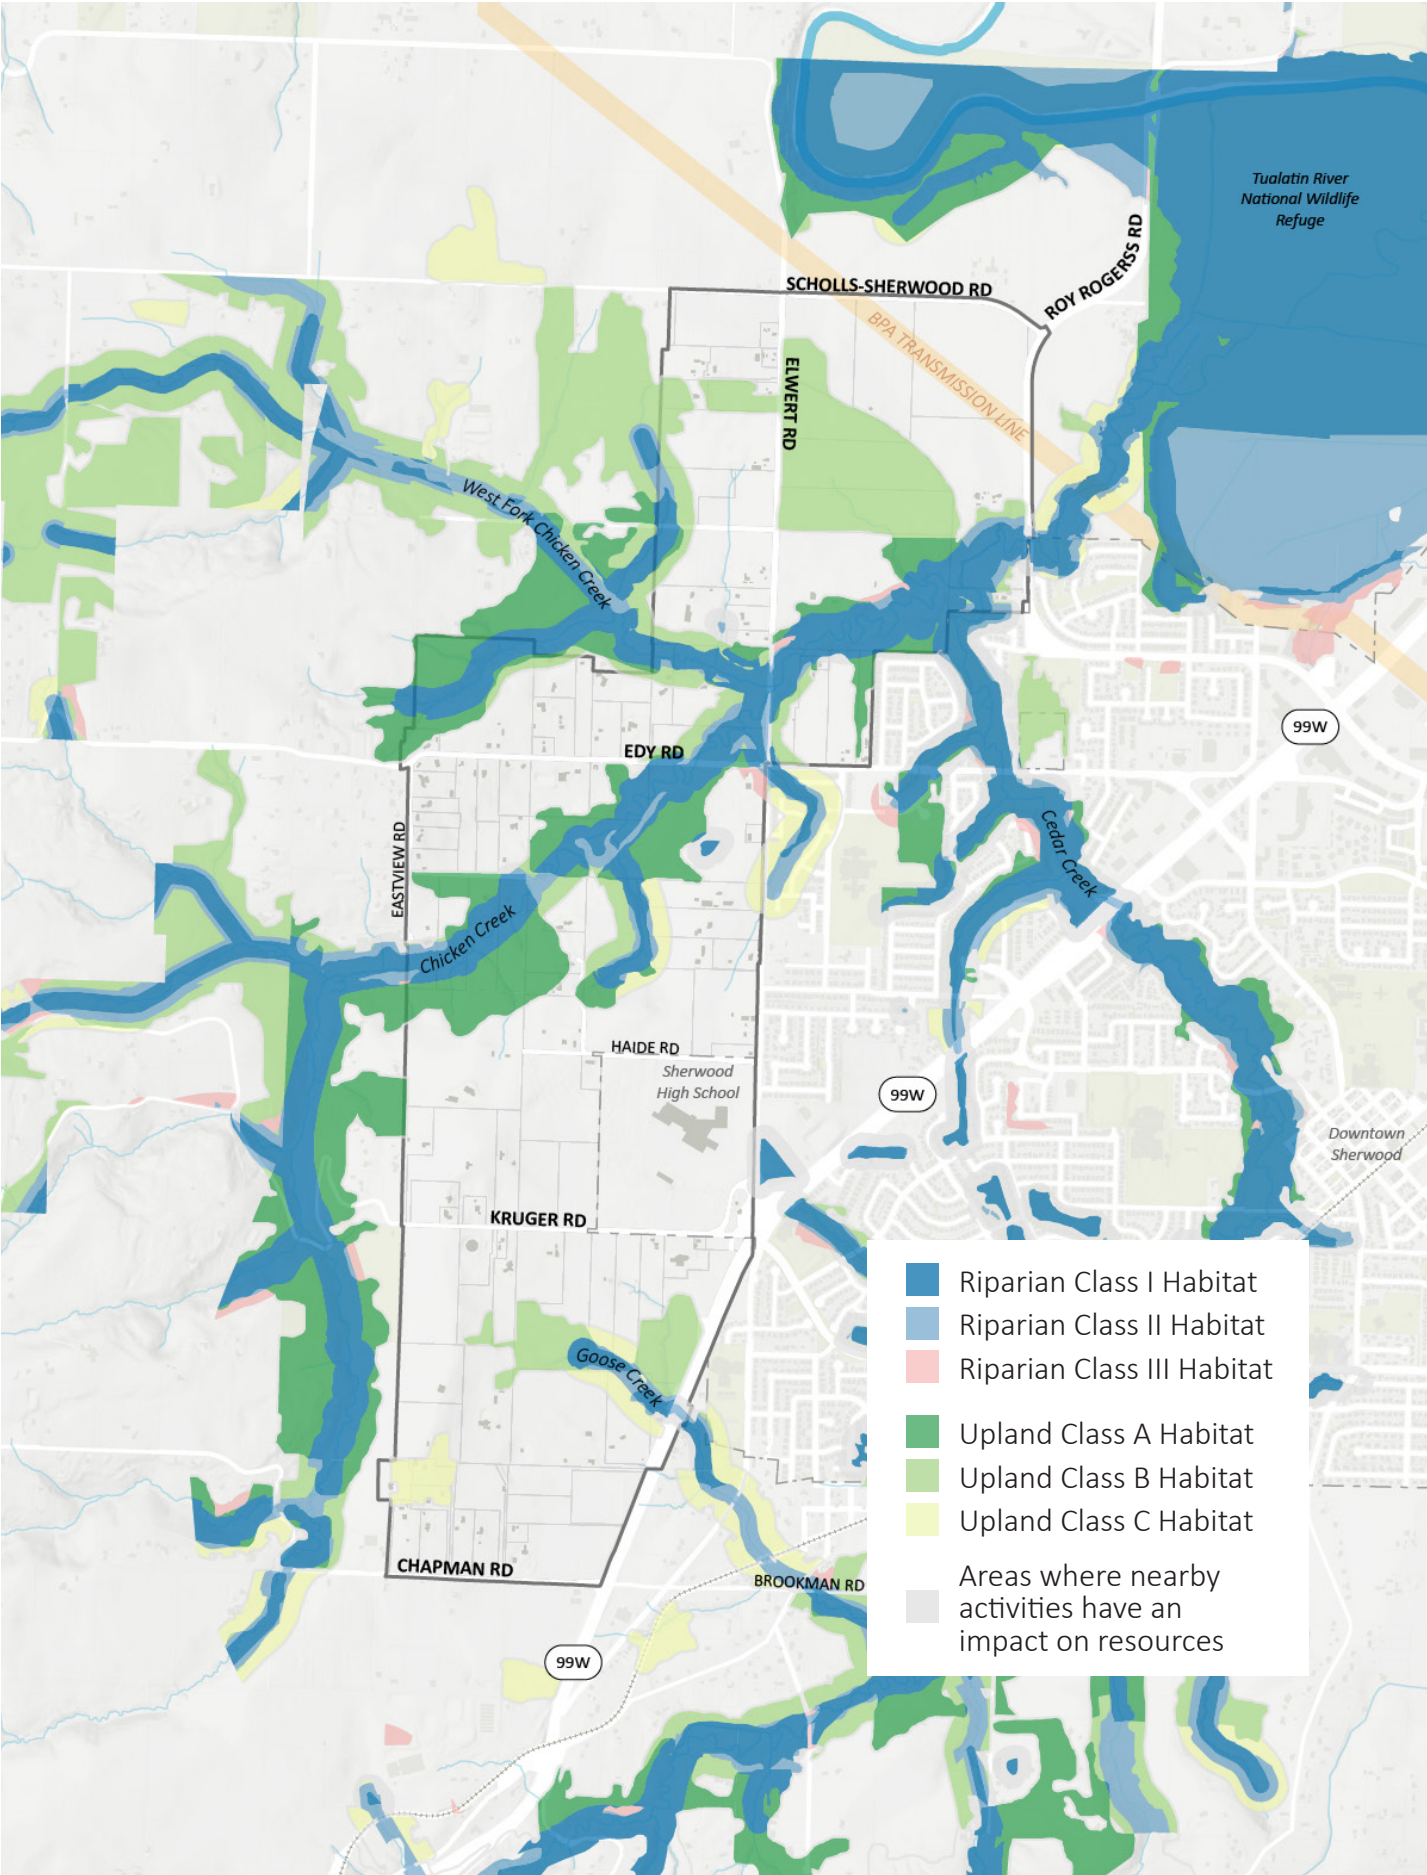 Tualatin River
National Wildlife
Refuge
ROY ROGERSS RD
SCHOLLS-SHERWOOD RD
BPA TRANSMISSION LINE
ELWERT RD
West Fork Chicken Creek
99W
EDY RD
EASTVIEW RD
Cedar Creek
Chicken Creek
HAIDE RD
Sherwood
High School
99W
Downtown
Sherwood
KRUGER RD
Goose Creek
CHAPMAN RD
BROOKMAN RD
99W
Riparian Class I Habitat
Riparian Class II Habitat
Riparian Class III Habitat
Upland Class A Habitat
Upland Class B Habitat
Upland Class C Habitat
Areas where nearby
activities have an
impact on resources